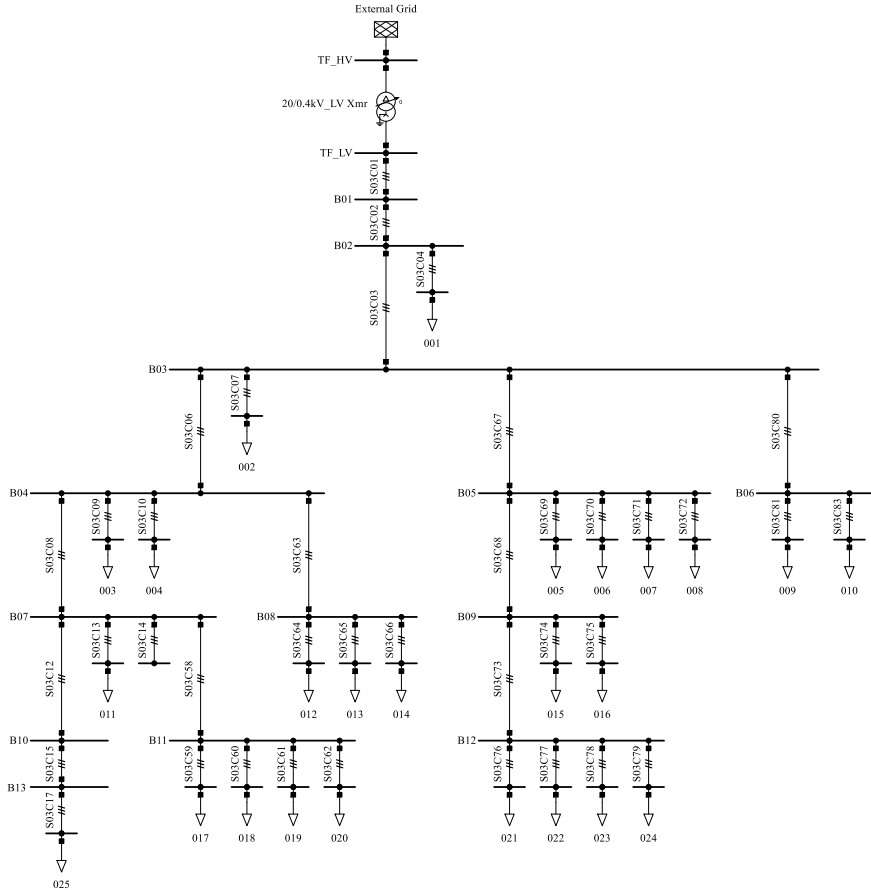 External Grid
TF_HV
20/0.4kV_LV Xmr
0
TF_LV
S03C01
B01
S03C02
B02
S03C04
S03C03
001
B03
S03C07
S03C06
S03C67
S03C80
002
B04
B05
B06
S03C09
S03C10
S03C69
S03C70
S03C71
S03C72
S03C81
S03C83
S03C08
S03C63
S03C68
003
004
005
006
007
008
009
010
B07
B08
B09
S03C13
S03C14
S03C64
S03C65
S03C66
S03C74
S03C75
S03C12
S03C58
S03C73
011
012
013
014
015
016
B10
B11
B12
S03C15
S03C59
S03C60
S03C61
S03C62
S03C76
S03C77
S03C78
S03C79
B13
S03C17
017
018
019
020
021
022
023
024
025